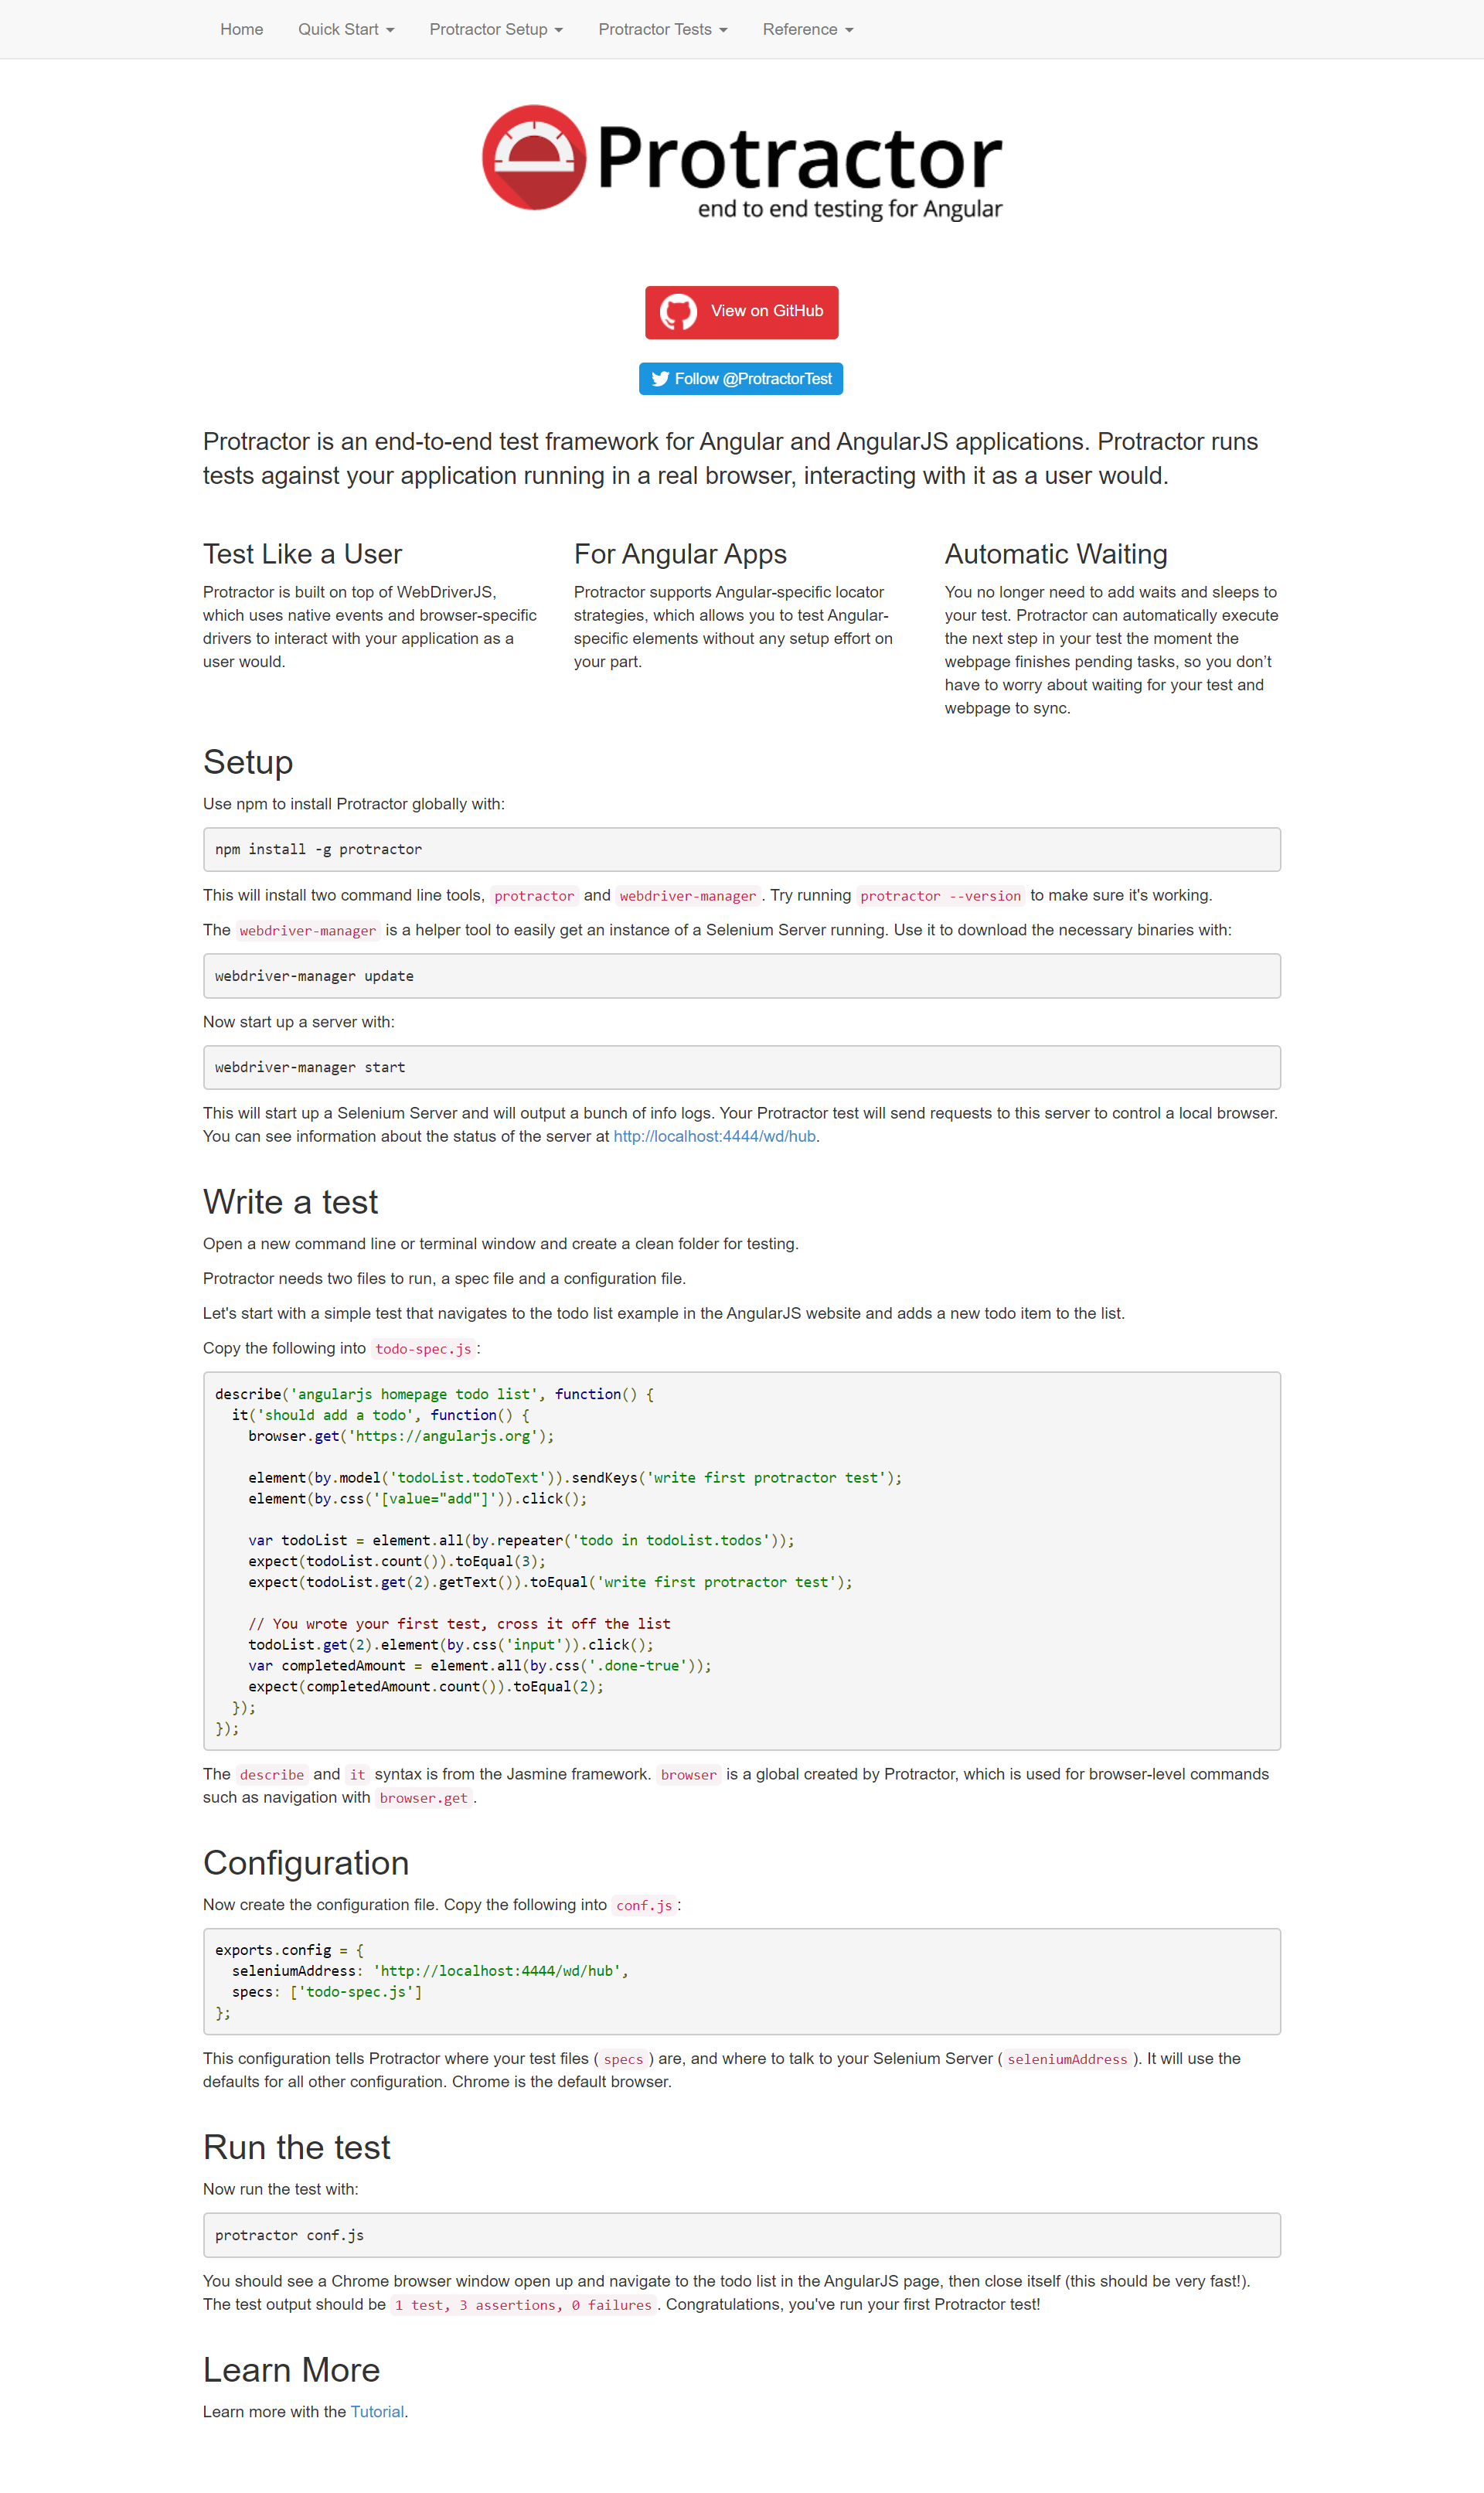 Home Quick Start Protractor Setup Protractor Tests Reference
Protractor
end to end testing for Angular
View on GitHub
Follow @ProtractorTest
Protractor is an end-to-end test framework for Angular and AngularJS applications. Protractor runs
tests against your application running in a real browser, interacting with it as a user would.
Test Like a User
Protractor is built on top of WebDriverJS,
which uses native events and browser-specific
drivers to interact with your application as a
user would.
For Angular Apps
Protractor supports Angular-specific locator
strategies, which allows you to test Angular-
specific elements without any setup effort on
your part.
Automatic Waiting
You no longer need to add waits and sleeps to
your test. Protractor can automatically execute
the next step in your test the moment the
webpage finishes pending tasks, so you don’t
have to worry about waiting for your test and
webpage to sync.
Setup
Use npm to install Protractor globally with:
npm install -g protractor
This will install two command line tools, protractor and webdriver-manager. Try running protractor --version to make sure it's working.
The webdriver-manager is a helper tool to easily get an instance of a Selenium Server running. Use it to download the necessary binaries with:
webdriver-manager update
Now start up a server with:
webdriver-manager start
This will start up a Selenium Server and will output a bunch of info logs. Your Protractor test will send requests to this server to control a local browser.
You can see information about the status of the server at http://localhost:4444/wd/hub.
Write a test
Open a new command line or terminal window and create a clean folder for testing.
Protractor needs two files to run, a spec file and a configuration file.
Let's start with a simple test that navigates to the todo list example in the AngularJS website and adds a new todo item to the list.
Copy the following into todo-spec.js:
describe('angularjs homepage todo list', function() {
  it('should add a todo', function() {
    browser.get('https://angularjs.org');

    element(by.model('todoList.todoText')).sendKeys('write first protractor test');
    element(by.css('[value="add"]')).click();

    var todoList = element.all(by.repeater('todo in todoList.todos'));
    expect(todoList.count()).toEqual(3);
    expect(todoList.get(2).getText()).toEqual('write first protractor test');

    // You wrote your first test, cross it off the list
    todoList.get(2).element(by.css('input')).click();
    var completedAmount = element.all(by.css('.done-true'));
    expect(completedAmount.count()).toEqual(2);
  });
});
The describe and it syntax is from the Jasmine framework. browser is a global created by Protractor, which is used for browser-level commands
such as navigation with browser.get.
Configuration
Now create the configuration file. Copy the following into conf.js:
exports.config = {
  seleniumAddress: 'http://localhost:4444/wd/hub',
  specs: ['todo-spec.js']
};
This configuration tells Protractor where your test files (specs) are, and where to talk to your Selenium Server (seleniumAddress). It will use the
defaults for all other configuration. Chrome is the default browser.
Run the test
Now run the test with:
protractor conf.js
You should see a Chrome browser window open up and navigate to the todo list in the AngularJS page, then close itself (this should be very fast!).
The test output should be 1 test, 3 assertions, 0 failures. Congratulations, you've run your first Protractor test!
Learn More
Learn more with the Tutorial.